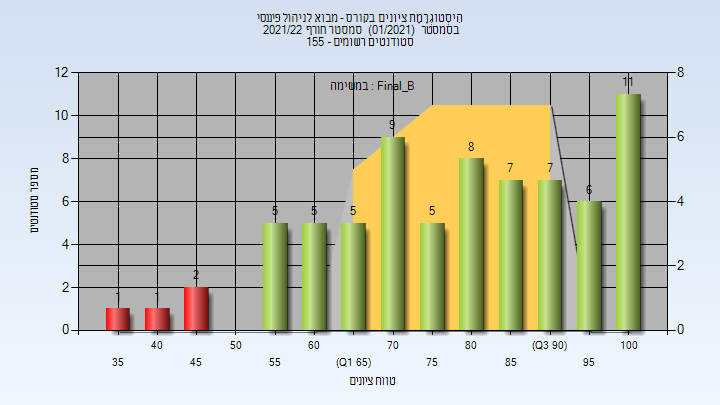 היסטוגרמת ציונים בקורס - מבוא לניהול פיננסי
בסמסטר (01/2021) סמסטר חורף 2021/22
סטודנטים רשומים - 155
במשימה : Final_B
12 8
10
8 6
6 4
4 2
2
0 0
מספר סטודנטים
1 1 2 5 5 5 9 5 8 7 7 6 11
40 50 60 70 80 (Q3 90) 100
35 45 55 (Q1 65) 75 85 95
טווח ציונים